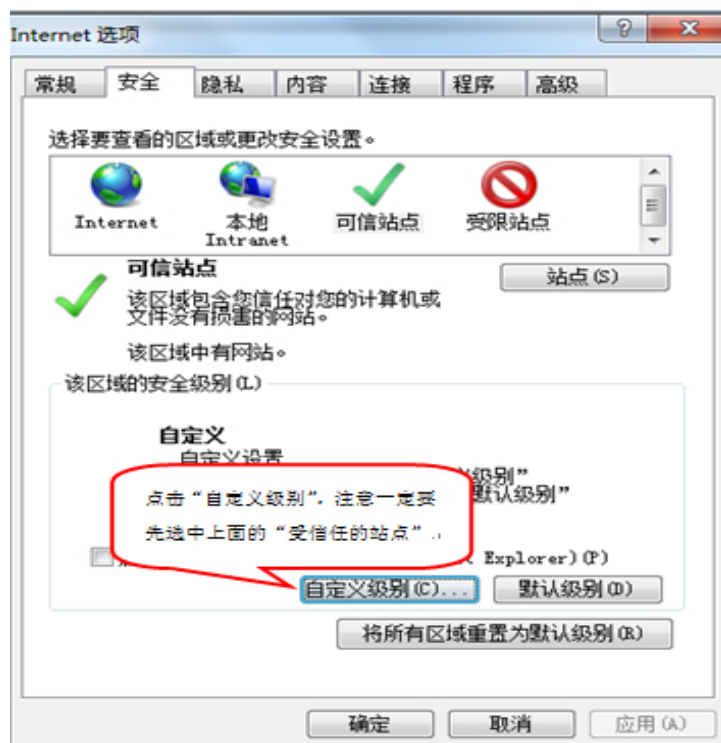 Internet 选项
常规 安全 隐私 内容 连接 程序 高级
选择要查看的区域或更改安全设置。
Internet 本地 可信站点 受限站点
Intranet
可信站点
站点(S)
该区域包含您信任对您的计算机或
文件没有损害的网站。
该区域中有网站。
该区域的安全级别(L)
自定义
自定义设置
级别”
默认级别”
点击“自定义级别”，注意一定要
先选中上面的“受信任的站点”。
Explorer)(P)
自定义级别(C)... 默认级别(D)
将所有区域重置为默认级别(R)
确定 取消 应用(A)